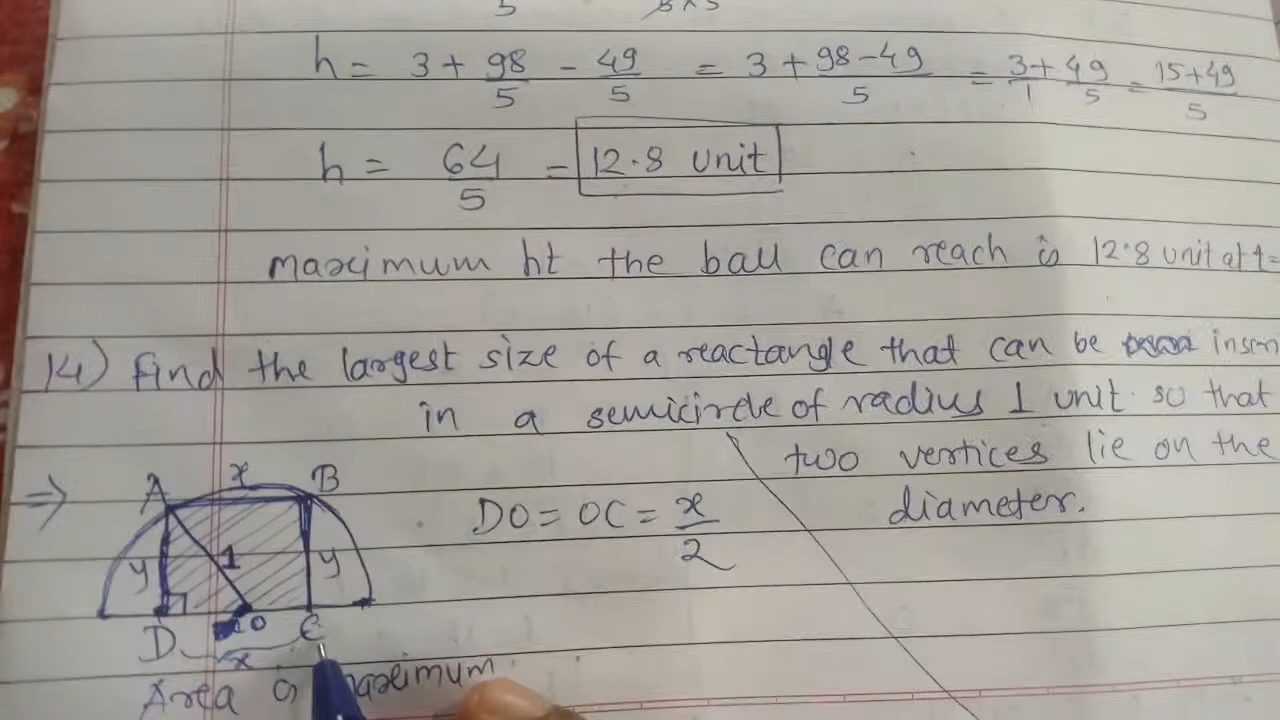 5
h = 3 + 98/5 - 49/5 = 3 + 98-49/5 = 3/1 + 49/5 = 15+49/5
h = 64/5 = 12.8 unit
maximum ht the ball can reach is 12.8 unit at t=
14) Find the largest size of a reactangle that can be
in a semicircle of radius 1 unit so that
two vertices lie on the
diameter.
⇒ DO = OC = x/2
A x B
y 1 y
D O C
x
Area is maximum